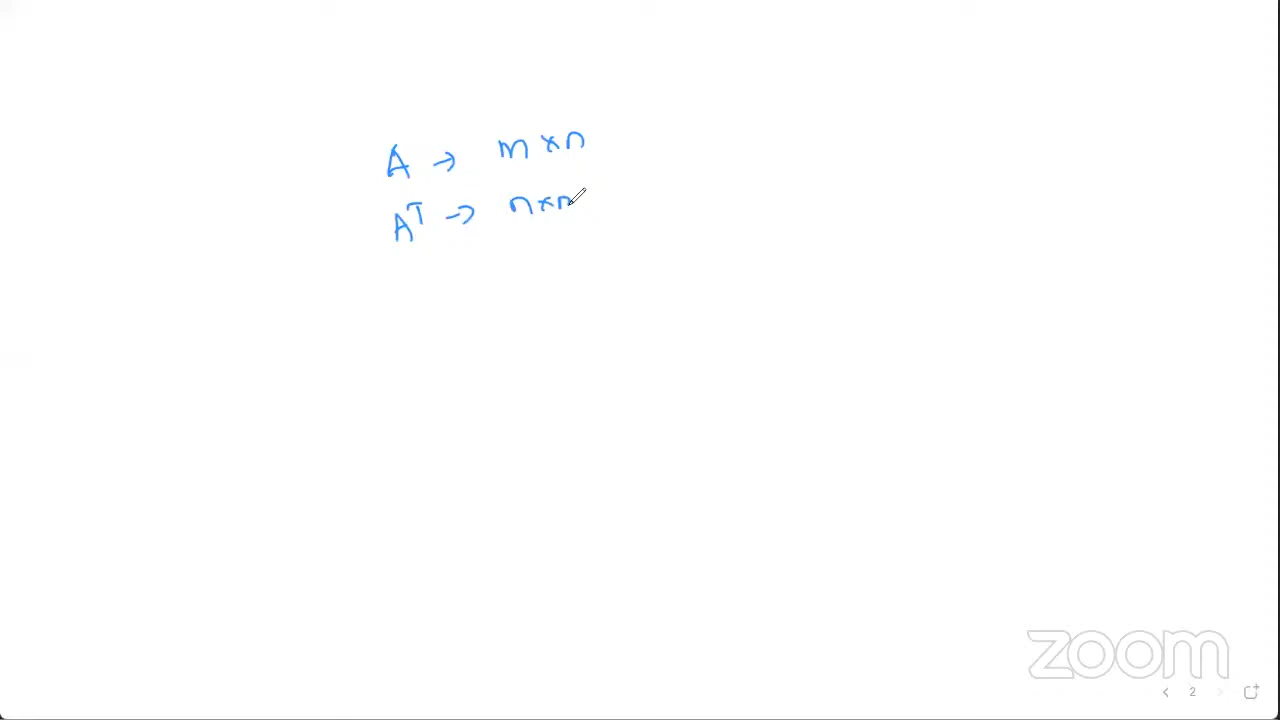 A → m×n
Aᵀ → n×n
zoom
2